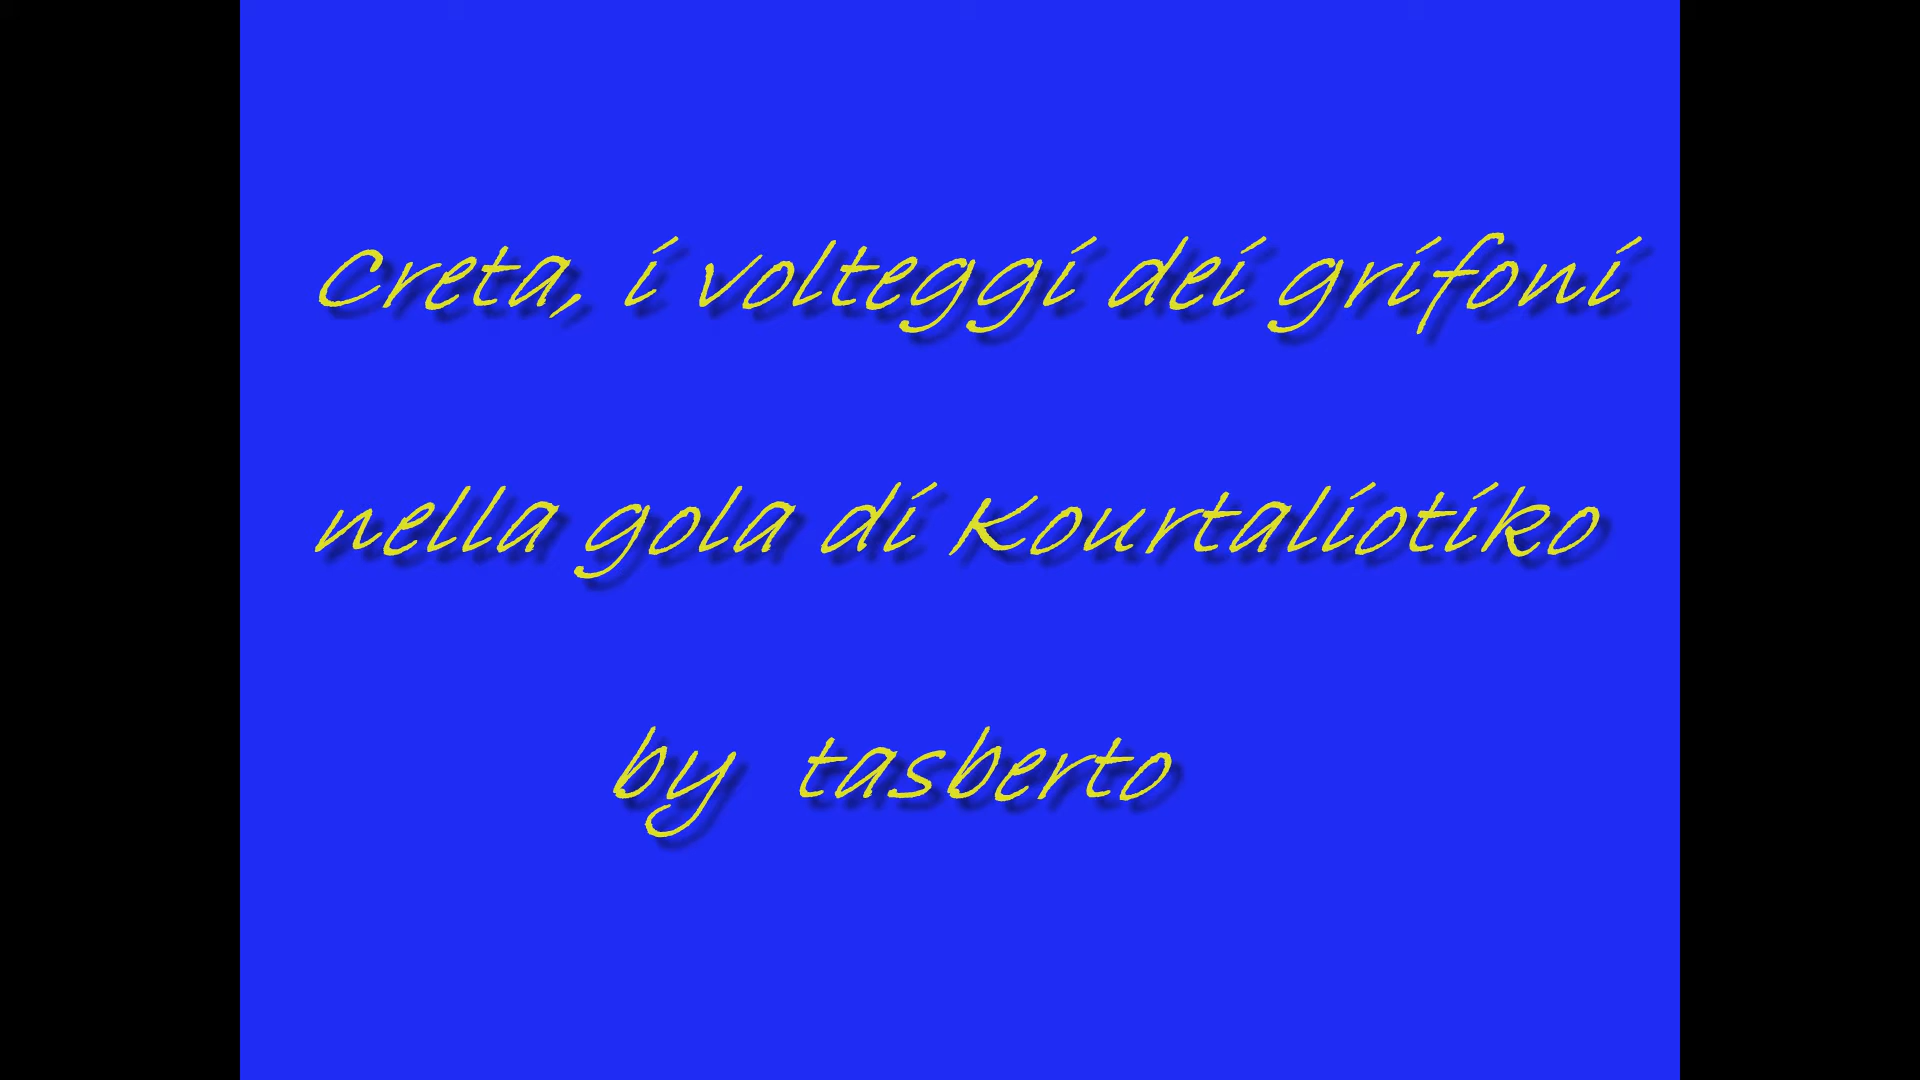 Creta, i volteggi dei grifoni
nella gola di Kourtaliotiko
by tasberto